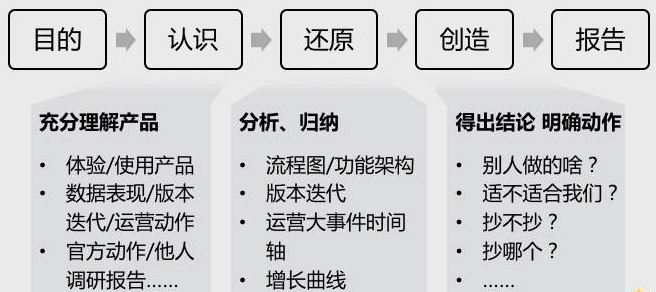 目的
认识
还原
创造
报告
充分理解产品
• 体验/使用产品
• 数据表现/版本
迭代/运营动作
• 官方动作/他人
调研报告......
分析、归纳
• 流程图/功能架构
• 版本迭代
• 运营大事件时间
轴
• 增长曲线
得出结论 明确动作
• 别人做的啥？
• 适不适合我们？
• 抄不抄？
• 抄哪个？
• ......